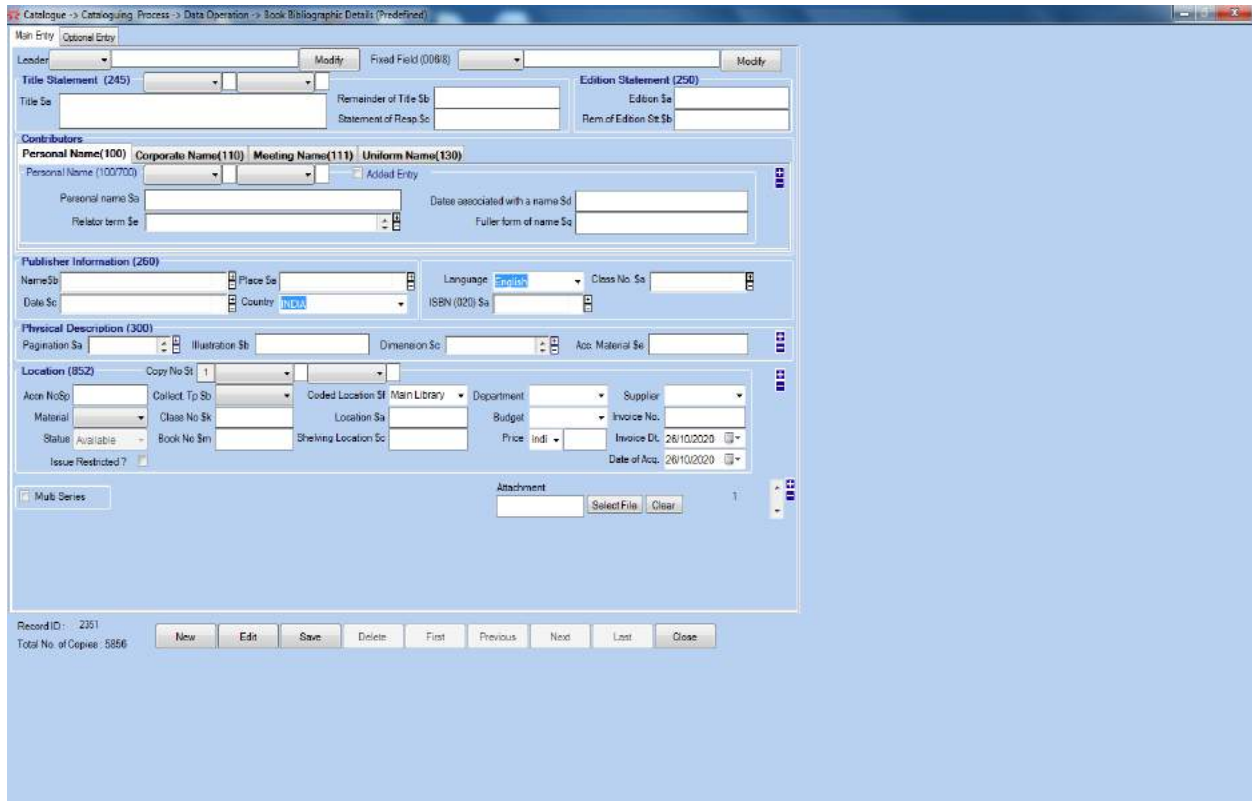 Catalogue -> Cataloguing Process -> Data Operation -> Book Bibliographic Details (Predefined)
Main Entry Optional Entry
Leader Modify Fixed Field (006/8) Modify
Title Statement (245) Edition Statement (250)
Title $a Remainder of Title $b Edition $a
Statement of Resp. $c Rem.of Edition Stt.$b
Contributors
Personal Name(100) Corporate Name(110) Meeting Name(111) Uniform Name(130)
Personal Name (100/700) Added Entry
Personal name $a Dates associated with a name $d
Relator term $e Fuller form of name $q
Publisher Information (260)
Name$b Place $a Language English Class No. $a
Date $c Country INDIA ISBN (020) $a
Physical Description (300)
Pagination $a Illustration $b Dimension $c Acc. Material $e
Location (852) Copy No $t 1
Accn No$p Collect. Tp $b Coded Location $f Main Library Department Supplier
Material Class No $k Location $a Budget Invoice No.
Status Available Book No $m Shelving Location $c Price Indi Invoice Dt. 26/10/2020
Issue Restricted ? Date of Acq. 26/10/2020
Multi Series Attachment 1
Select File Clear
Record ID : 2351
Total No. of Copies : 5856 New Edit Save Delete First Previous Next Last Close